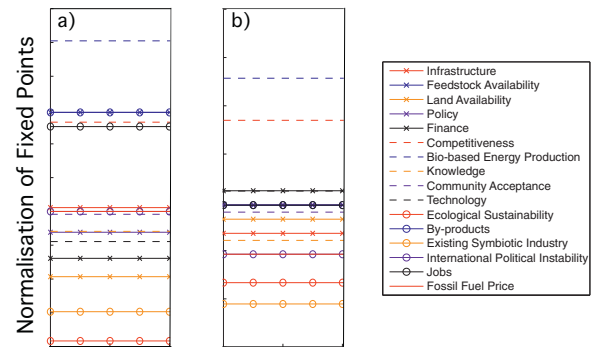 a)
b)
Normalisation of Fixed Points
Infrastructure
Feedstock Availability
Land Availability
Policy
Finance
Competitiveness
Bio-based Energy Production
Knowledge
Community Acceptance
Technology
Ecological Sustainability
By-products
Existing Symbiotic Industry
International Political Instability
Jobs
Fossil Fuel Price